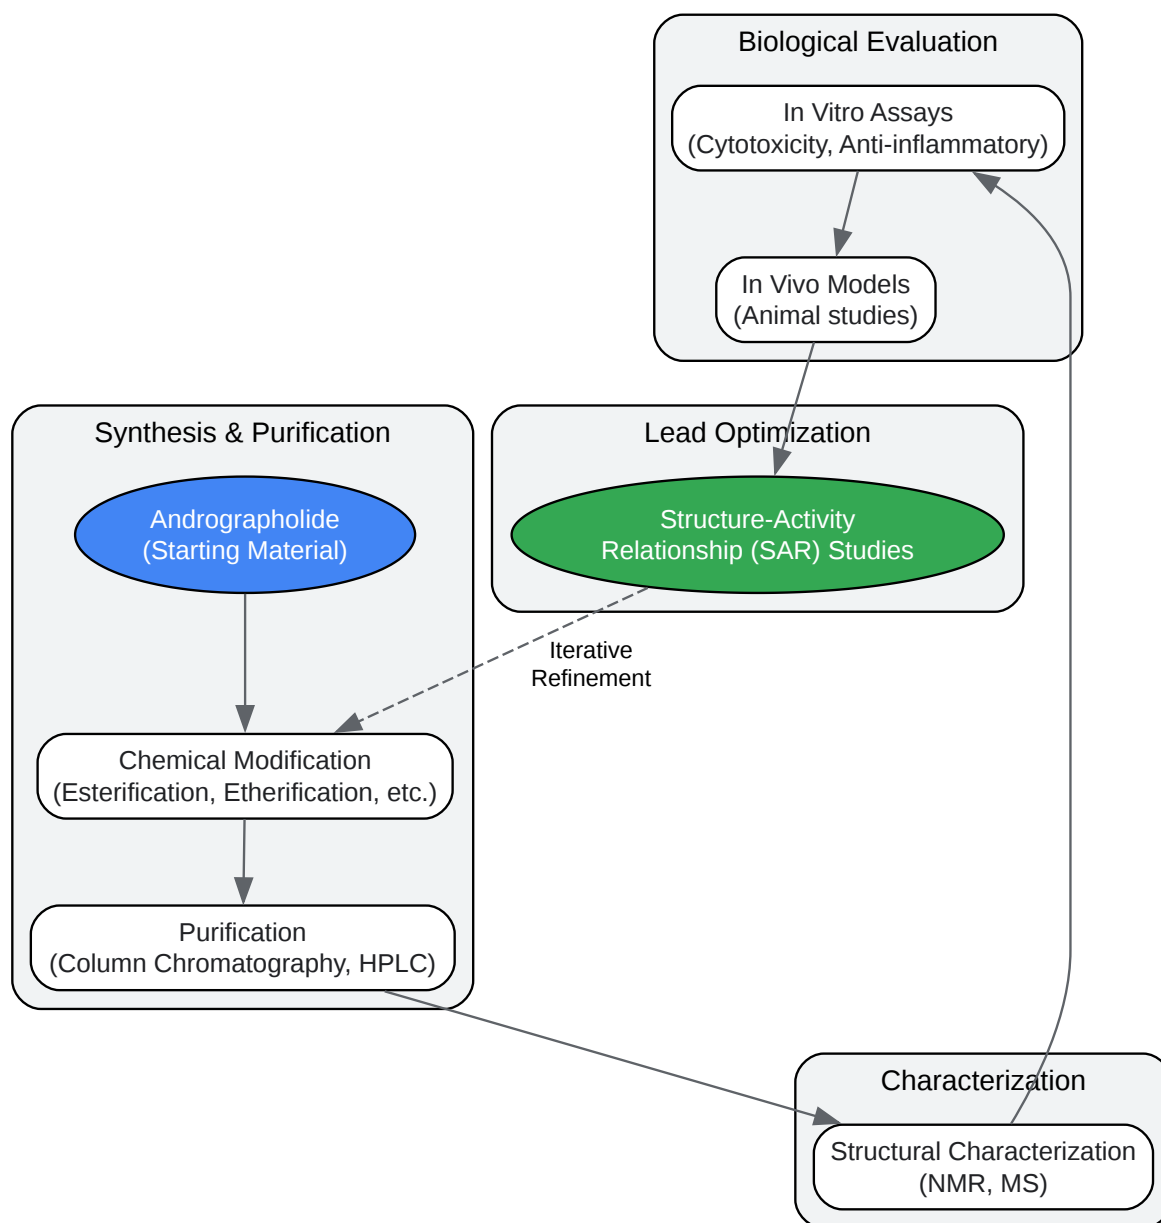 Biological Evaluation
In Vitro Assays
(Cytotoxicity, Anti-inflammatory)
In Vivo Models
(Animal studies)
Synthesis & Purification
Andrographolide
(Starting Material)
Lead Optimization
Structure-Activity
Relationship (SAR) Studies
Iterative
Refinement
Chemical Modification
(Esterification, Etherification, etc.)
Purification
(Column Chromatography, HPLC)
Characterization
Structural Characterization
(NMR, MS)